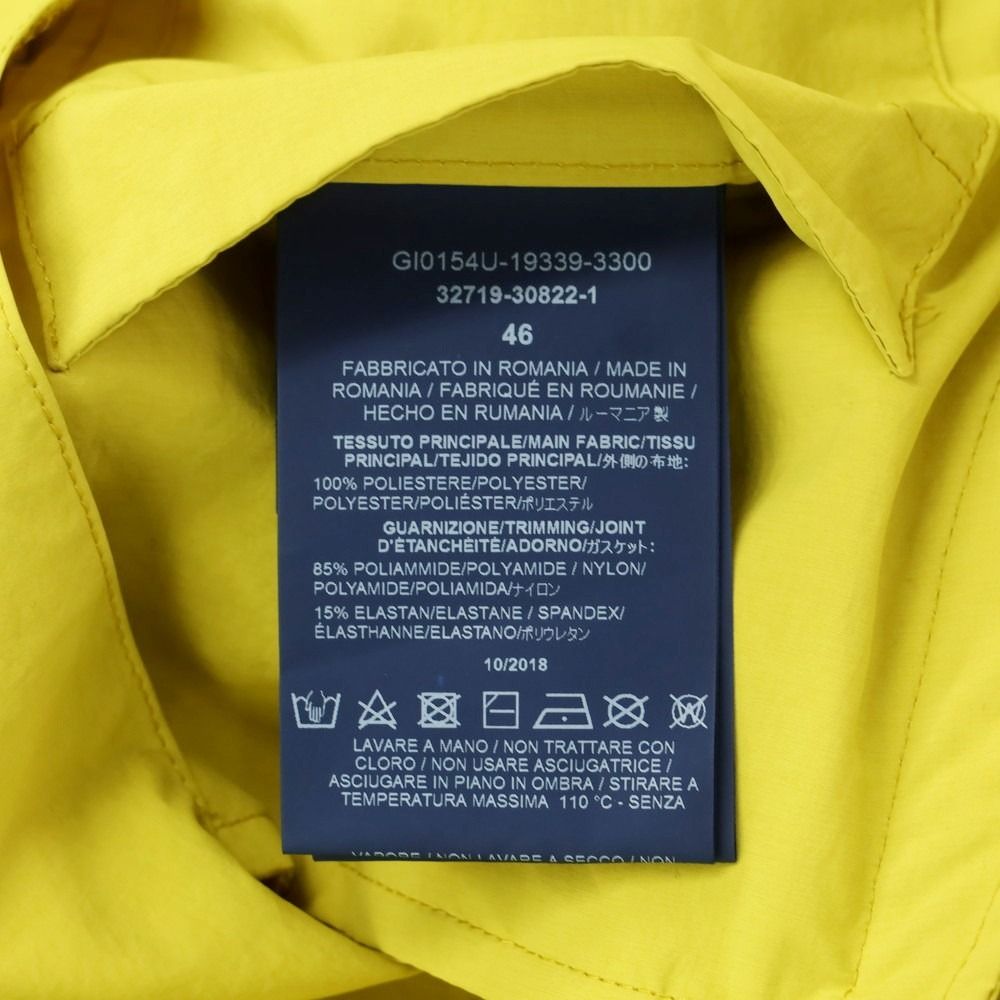 GI0154U-19339-3300
32719-30822-1
46
FABBRICATO IN ROMANIA / MADE IN
ROMANIA / FABRIQUÉ EN ROUMANIE /
HECHO EN RUMANIA / ルーマニア製
TESSUTO PRINCIPALE/MAIN FABRIC/TISSU
PRINCIPAL/TEJIDO PRINCIPAL/外側の布地:
100% POLIESTERE/POLYESTER/
POLYESTER/POLIÉSTER/ポリエステル
GUARNIZIONE/TRIMMING/JOINT
D'ÉTANCHÉITÉ/ADORNO/ガスケット:
85% POLIAMMIDE/POLYAMIDE / NYLON/
POLYAMIDE/POLIAMIDA/ナイロン
15% ELASTAN/ELASTANE / SPANDEX/
ÉLASTHANNE/ELASTANO/ポリウレタン
10/2018
W
LAVARE A MANO / NON TRATTARE CON
CLORO / NON USARE ASCIUGATRICE /
ASCIUGARE IN PIANO IN OMBRA / STIRARE A
TEMPERATURA MASSIMA 110 °C - SENZA
VAPORE / NON LAVARE A SECCO / NON